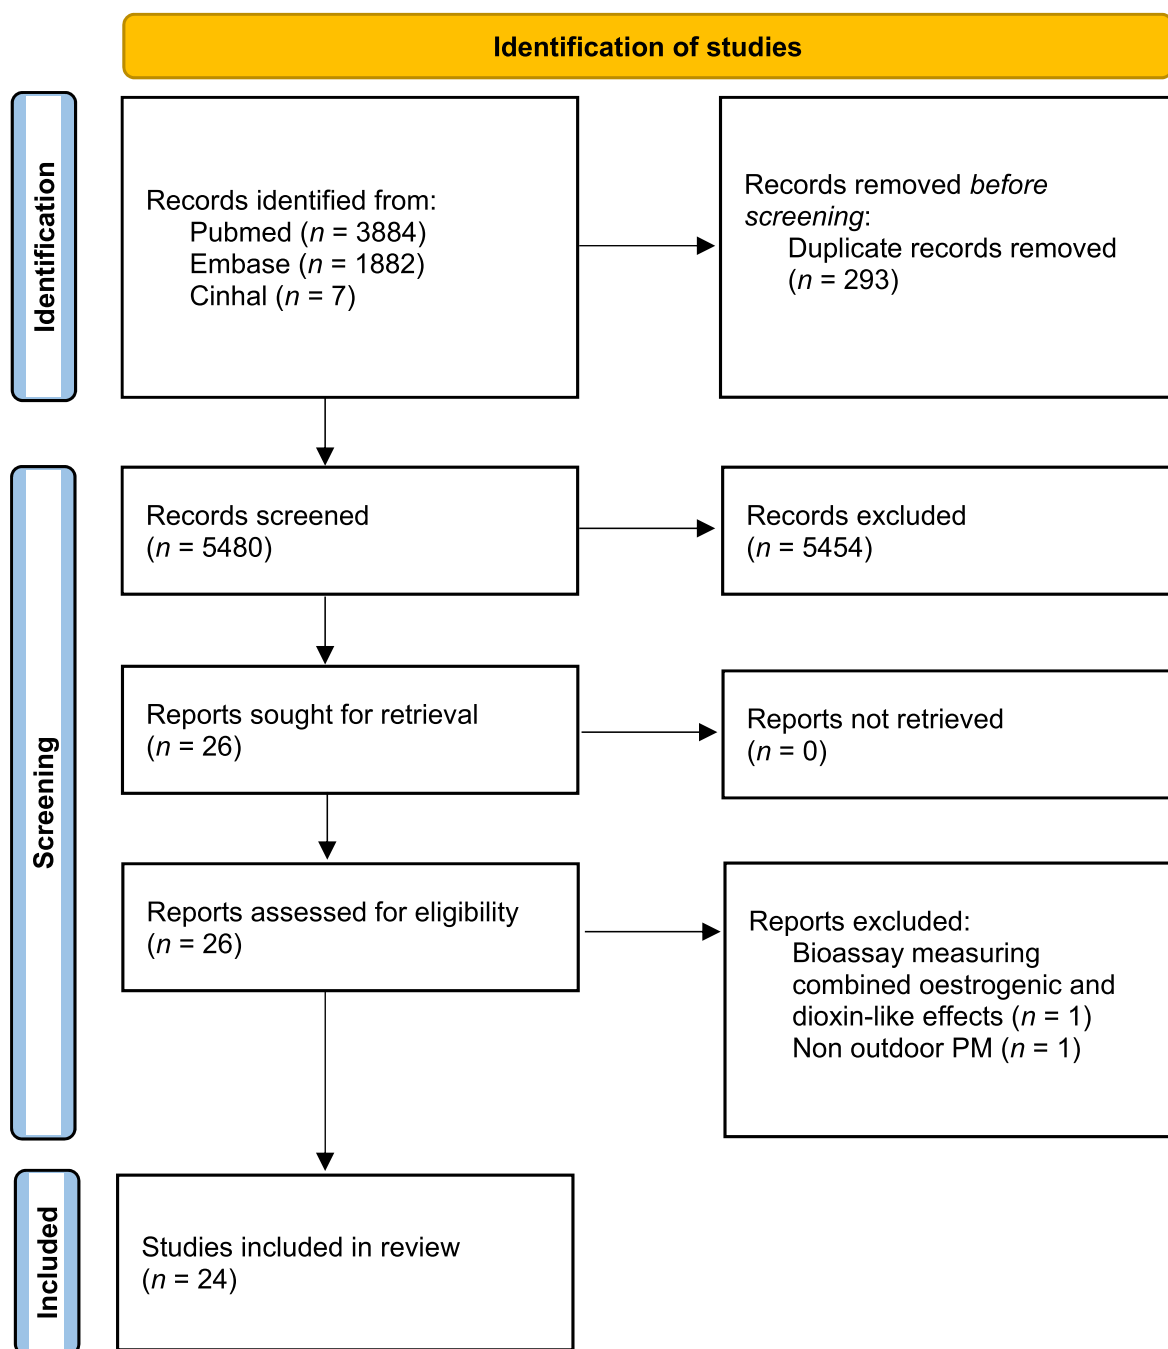 Identification of studies
Identification
Records identified from:
Pubmed (n = 3884)
Embase (n = 1882)
Cinhal (n = 7)
Records removed before
screening:
Duplicate records removed
(n = 293)
Screening
Records screened
(n = 5480)
Records excluded
(n = 5454)
Reports sought for retrieval
(n = 26)
Reports not retrieved
(n = 0)
Reports assessed for eligibility
(n = 26)
Reports excluded:
Bioassay measuring
combined oestrogenic and
dioxin-like effects (n = 1)
Non outdoor PM (n = 1)
Included
Studies included in review
(n = 24)